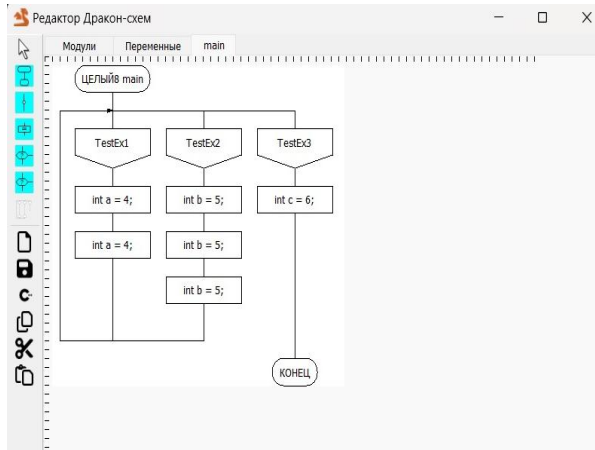 Редактор Дракон-схем
Модули Переменные main
ЦЕЛЫЙ8 main
TestEx1 TestEx2 TestEx3
int a = 4; int b = 5; int c = 6;
int a = 4; int b = 5;
int b = 5;
КОНЕЦ